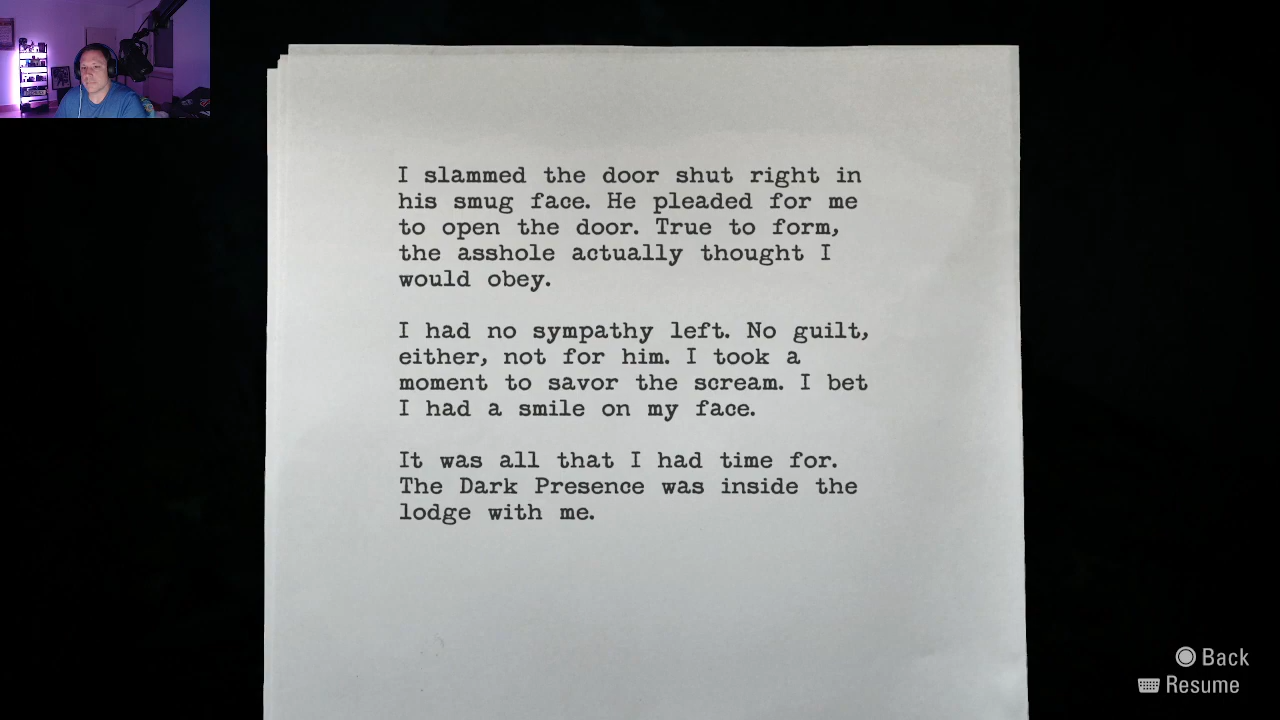 I slammed the door shut right in
his smug face. He pleaded for me
to open the door. True to form,
the asshole actually thought I
would obey.
I had no sympathy left. No guilt,
either, not for him. I took a
moment to savor the scream. I bet
I had a smile on my face.
It was all that I had time for.
The Dark Presence was inside the
lodge with me.
Back
Resume